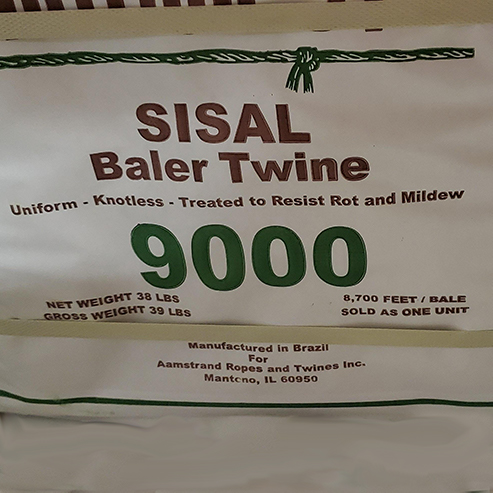 SISAL
Baler Twine
Uniform - Knotless - Treated to Resist Rot and Mildew
9000
NET WEIGHT 38 LBS
GROSS WEIGHT 39 LBS
8,700 FEET / BALE
SOLD AS ONE UNIT
Manufactured in Brazil
For
Aamstrand Ropes and Twines Inc.
Manteno, IL 60950